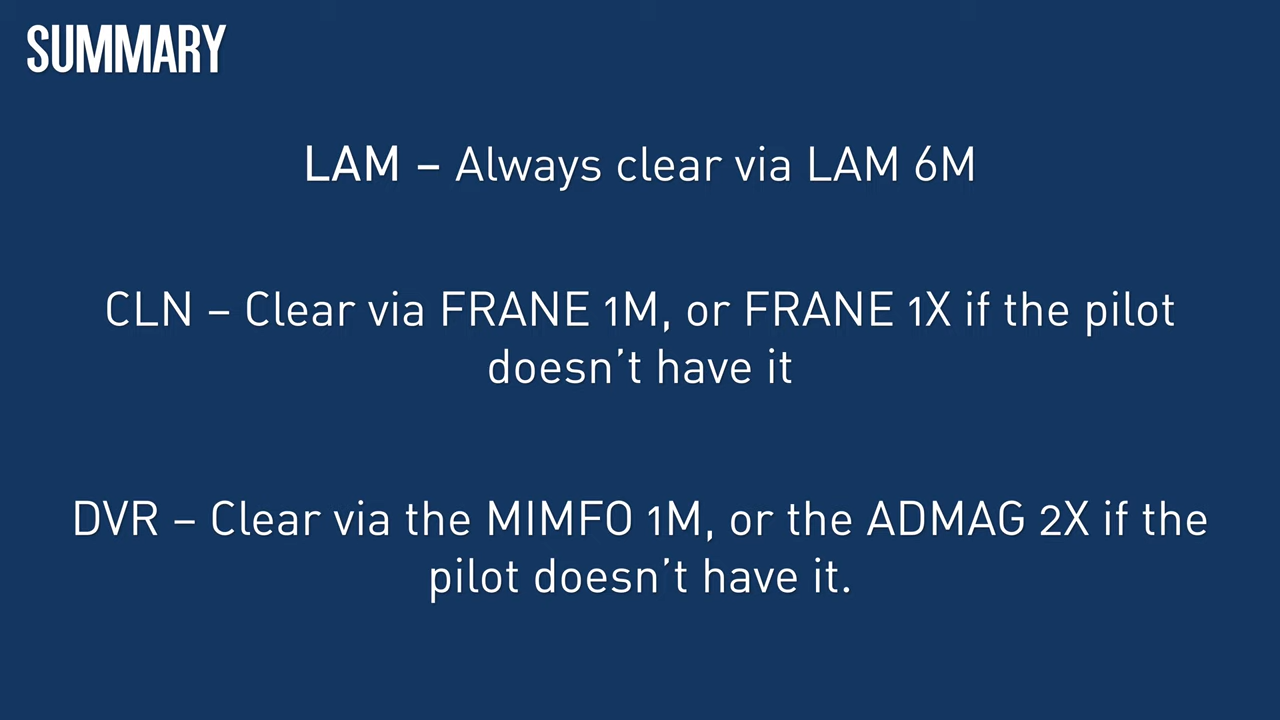 SUMMARY
LAM – Always clear via LAM 6M
CLN – Clear via FRANE 1M, or FRANE 1X if the pilot
doesn’t have it
DVR – Clear via the MIMFO 1M, or the ADMAG 2X if the
pilot doesn’t have it.